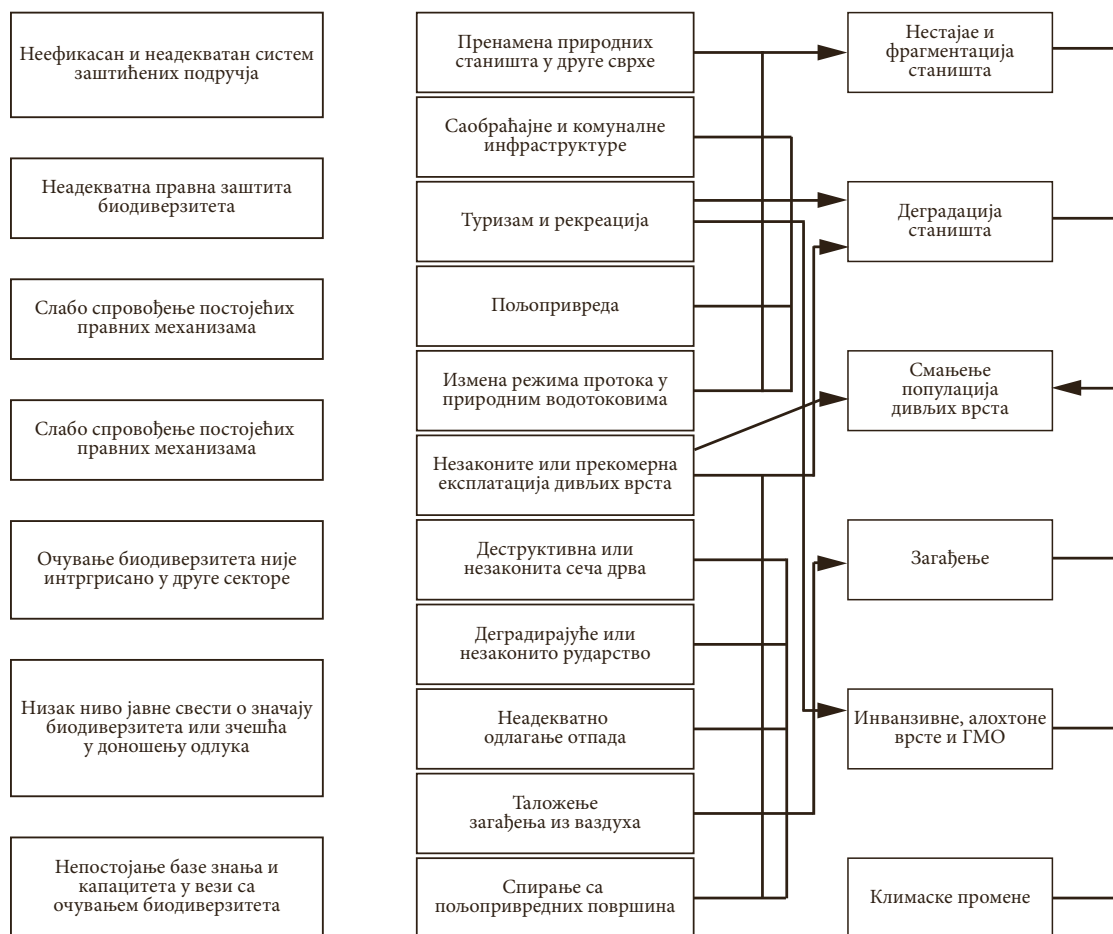 Неефикасан и неадекватан систем
заштићених подручја
Неадекватна правна заштита
биодиверзитета
Слабо спровођење постојећих
правних механизама
Слабо спровођење постојећих
правних механизама
Очување биодиверзитета није
интргрисано у друге секторе
Низак ниво јавне свести о значају
биодиверзитета или зчешћа
у доношењу одлука
Непостојање базе знања и
капацитета у вези са
очувањем биодиверзитета
Пренамена природних
станишта у друге сврхе
Саобраћајне и комуналне
инфраструктуре
Туризам и рекреација
Пољопривреда
Измена режима протока у
природним водотоковима
Незаконите или прекомерна
експлатација дивљих врста
Деструктивна или
незаконита сеча дрва
Деградирајуће или
незаконито рударство
Неадекватно
одлагање отпада
Таложење
загађења из ваздуха
Спирање са
пољопривредних површина
Нестајае и
фрагментација
станишта
Деградација
станишта
Смањење
популација
дивљих врста
Загађење
Инванзивне, алохтоне
врсте и ГМО
Климаске промене